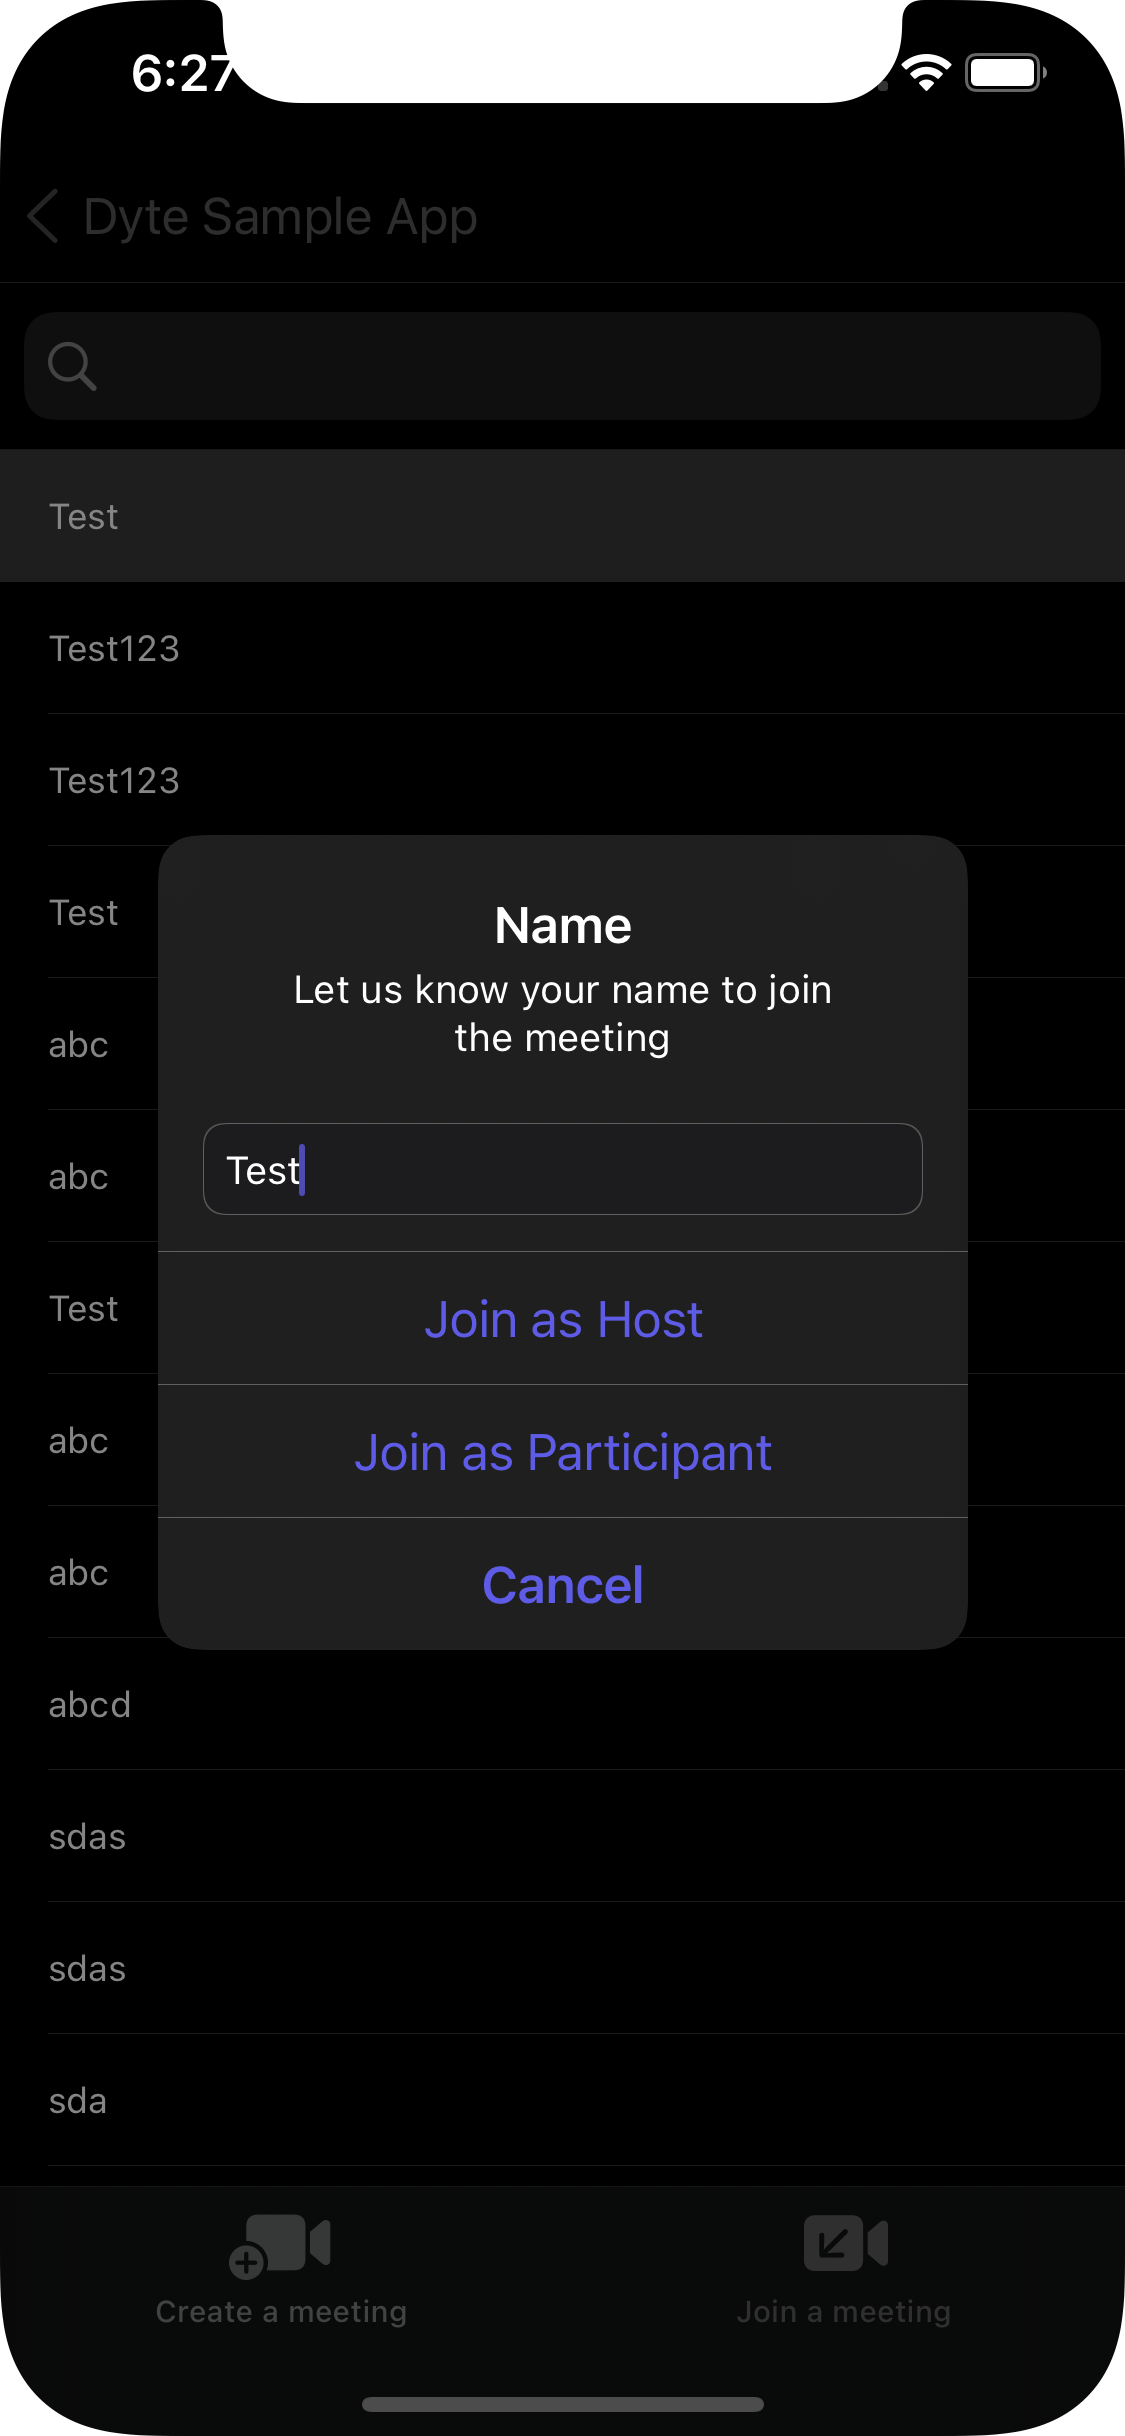 6:27
Dyte Sample App
Test
Test123
Test123
Test
abc
abc
Test
abc
abc
abcd
sdas
sdas
sda
Name
Let us know your name to join
the meeting
Test
Join as Host
Join as Participant
Cancel
Create a meeting
Join a meeting